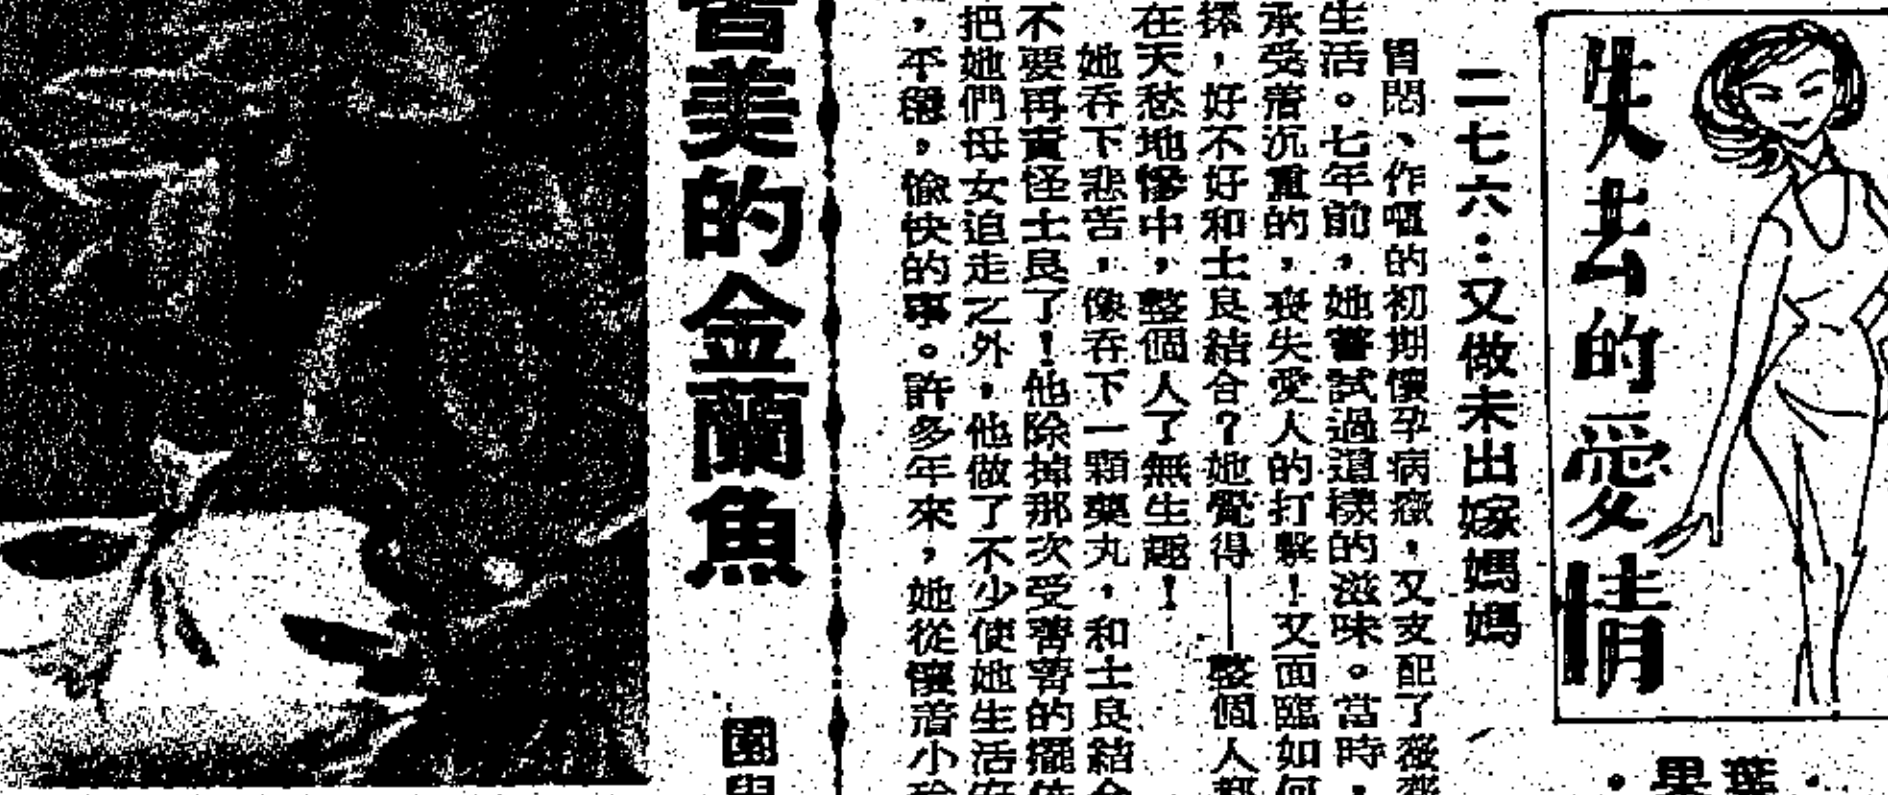 失去的愛情
葉果
二七六：又做未出嫁媽媽
胃悶、作嘔的初期懷孕病癥，又支配了薇薇
生活。七年前，她嘗試過這樣的滋味。當時，
承受着沉重的，喪失愛人的打擊！又面臨如何
，好不好和士良結合？她覺得——整個人都
在天愁地慘中，整個人了無生趣！
她吞下悲苦，像吞下一顆藥丸，和士良結合
不要再責怪士良了！他除掉那次受菁菁的擺佈
把她們母女追走之外，他做了不少使她生活
，不，愉快的事。許多年來，她從懷着小
美的金蘭魚
園